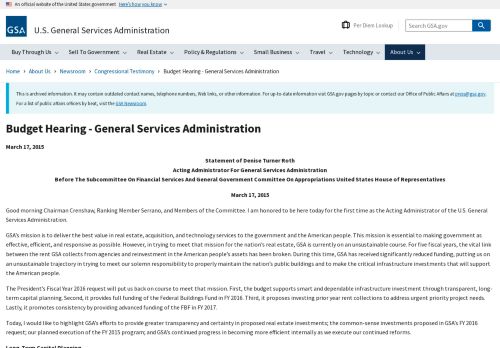 An official website of the United States government Here's how you know
GSA U.S. General Services Administration
Per Diem Lookup
Search GSA.gov
Buy Through Us Sell To Government Real Estate Policy & Regulations Small Business Travel Technology About Us
Home › About Us › Newsroom › Congressional Testimony › Budget Hearing - General Services Administration
This is archived information. It may contain outdated contact names, telephone numbers, Web links, or other information. For up-to-date information visit GSA.gov pages by topic or contact our Office of Public Affairs at press@gsa.gov.
For a list of public affairs officers by beat, visit the GSA Newsroom.
Budget Hearing - General Services Administration
March 17, 2015
Statement of Denise Turner Roth
Acting Administrator For General Services Administration
Before The Subcommittee On Financial Services And General Government Committee On Appropriations United States House of Representatives
March 17, 2015
Good morning Chairman Crenshaw, Ranking Member Serrano, and Members of the Committee. I am honored to be here today for the first time as the Acting Administrator of the U.S. General
Services Administration.
GSA's mission is to deliver the best value in real estate, acquisition, and technology services to the government and the American people. This mission is essential to making government as
effective, efficient, and responsive as possible. However, in trying to meet that mission for the nation's real estate, GSA is currently on an unsustainable course. For five fiscal years, the vital link
between the rent GSA collects from agencies and reinvestment in the American people's assets has been broken. During this time, GSA has received significantly reduced funding, putting us on
an unsustainable trajectory in trying to meet our solemn responsibility to properly maintain the nation's public buildings and to make the critical infrastructure investments that will support
the American people.
The President's Fiscal Year 2016 request will put us back on course to meet that mission. First, the budget supports smart and dependable infrastructure investment through transparent, long-
term capital planning. Second, it provides full funding of the Federal Buildings Fund in FY 2016. Third, it proposes investing prior year rent collections to address urgent priority project needs.
Lastly, it promotes consistency by providing advanced funding of the FBF in FY 2017.
Today, I would like to highlight GSA's efforts to provide greater transparency and certainty in proposed real estate investments; the common-sense investments proposed in GSA's FY 2016
request; our planned execution of the FY 2015 program; and GSA's continued progress in becoming more efficient internally as we execute our continued reforms.
Long-Term Capital Planning